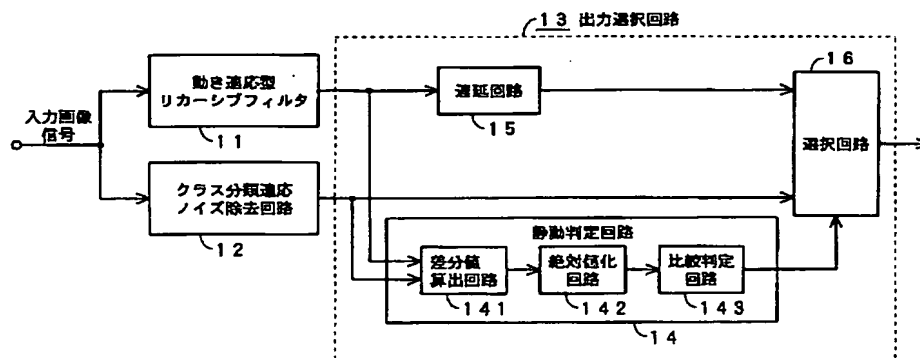 13 出力選択回路
16
動き適応型
リカーシブフィルタ
11
遅延回路
15
入力画像
信号
選択回路
クラス分類適応
ノイズ除去回路
12
静動判定回路
差分値
算出回路
141
絶対値化
回路
142
比較判定
回路
143
14